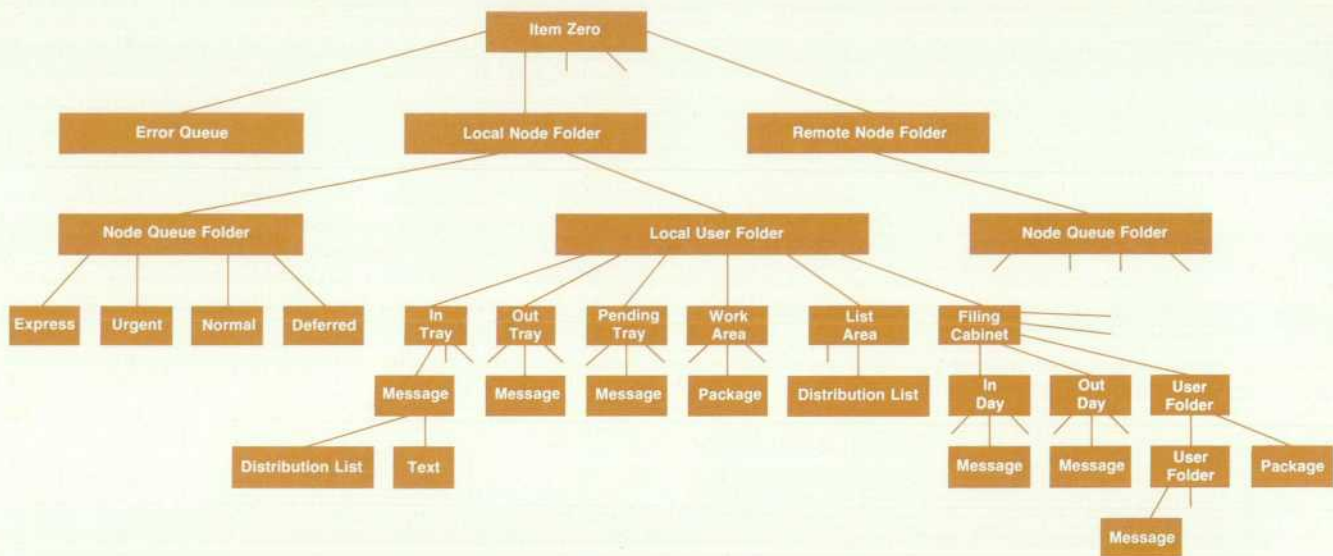 Item Zero
Error Queue
Local Node Folder
Remote Node Folder
Node Queue Folder
Local User Folder
Node Queue Folder
Express
Urgent
Normal
Deferred
In
Tray
Out
Tray
Pending
Tray
Work
Area
List
Area
Filing
Cabinet
Message
Message
Message
Package
Distribution List
In
Day
Out
Day
User
Folder
Distribution List
Text
Message
Message
User
Folder
Package
Message